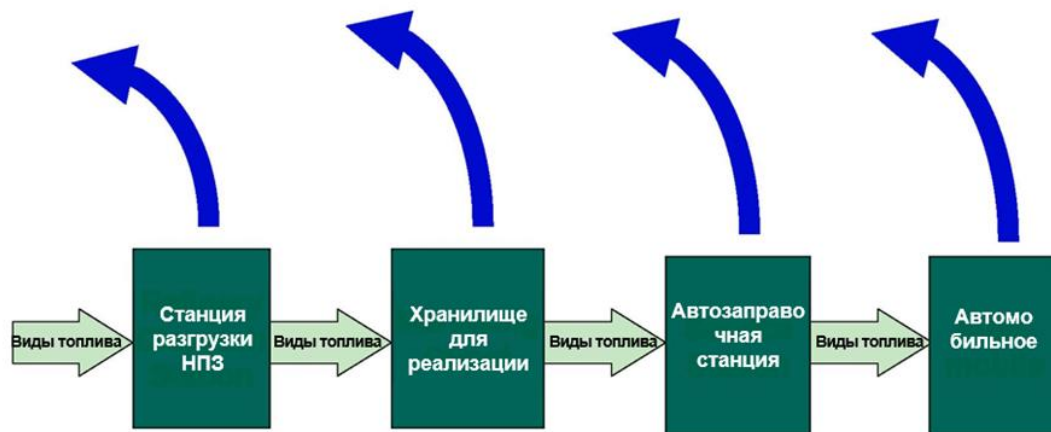 Виды топлива
Станция
разгрузки
НПЗ
Виды топлива
Хранилище
для
реализации
Виды топлива
Автозаправо
чная
станция
Виды топлива
Автомо
бильное